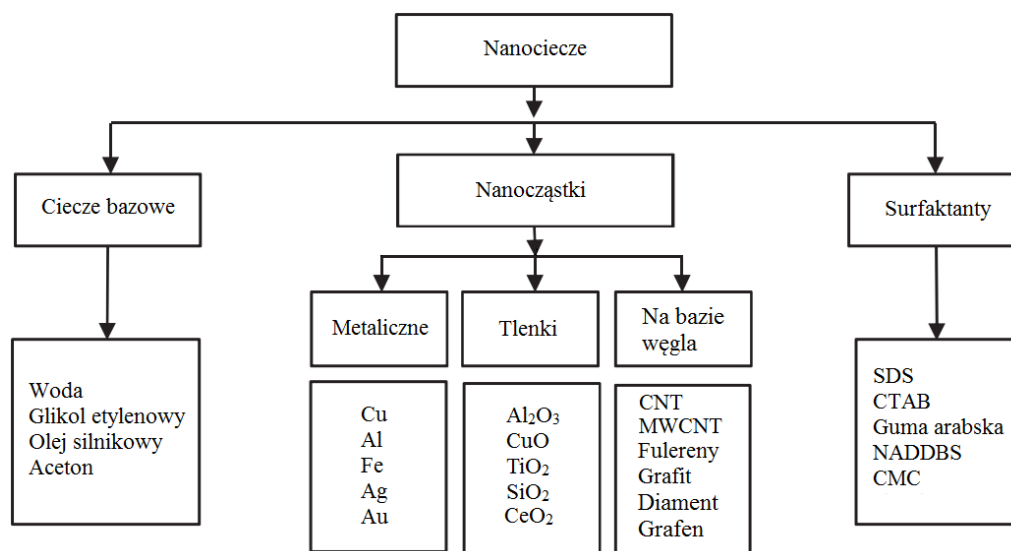 Nanociecze
Ciecze bazowe
Nanocząstki
Surfaktanty
Metaliczne
Tlenki
Na bazie
węgla
Woda
Glikol etylenowy
Olej silnikowy
Aceton
Cu
Al
Fe
Ag
Au
Al₂O₃
CuO
TiO₂
SiO₂
CeO₂
CNT
MWCNT
Fulereny
Grafit
Diament
Grafen
SDS
CTAB
Guma arabska
NADDBS
CMC